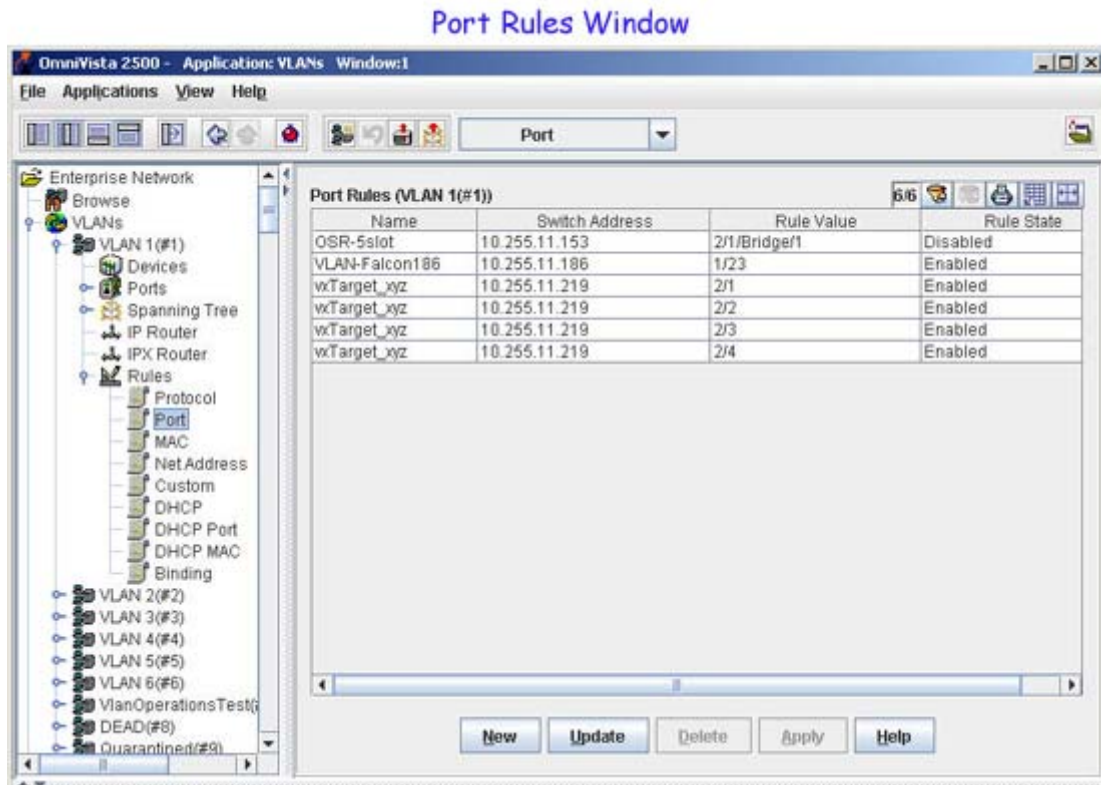 Port Rules Window
OmniVista 2500 - Application: VLANs Window:1
File Applications View Help
Port
Enterprise Network
Browse
VLANs
VLAN 1(#1)
Devices
Ports
Spanning Tree
IP Router
IPX Router
Rules
Protocol
Port
MAC
Net Address
Custom
DHCP
DHCP Port
DHCP MAC
Binding
VLAN 2(#2)
VLAN 3(#3)
VLAN 4(#4)
VLAN 5(#5)
VLAN 6(#6)
VlanOperationsTest(
DEAD(#8)
Quarantined(#9)
Port Rules (VLAN 1(#1)) 6/6
Name Switch Address Rule Value Rule State
OSR-5slot 10.255.11.153 2/1/Bridge/1 Disabled
VLAN-Falcon186 10.255.11.186 1/23 Enabled
vxTarget_xyz 10.255.11.219 2/1 Enabled
vxTarget_xyz 10.255.11.219 2/2 Enabled
vxTarget_xyz 10.255.11.219 2/3 Enabled
vxTarget_xyz 10.255.11.219 2/4 Enabled
New Update Delete Apply Help